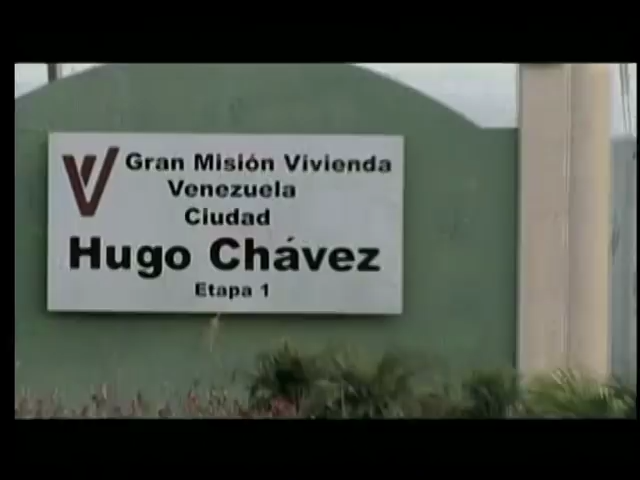 Gran Misión Vivienda
Venezuela
Ciudad
Hugo Chávez
Etapa 1